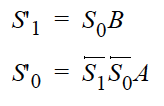 S'₁ = S₀B
S'₀ = S̅₁S̅₀A